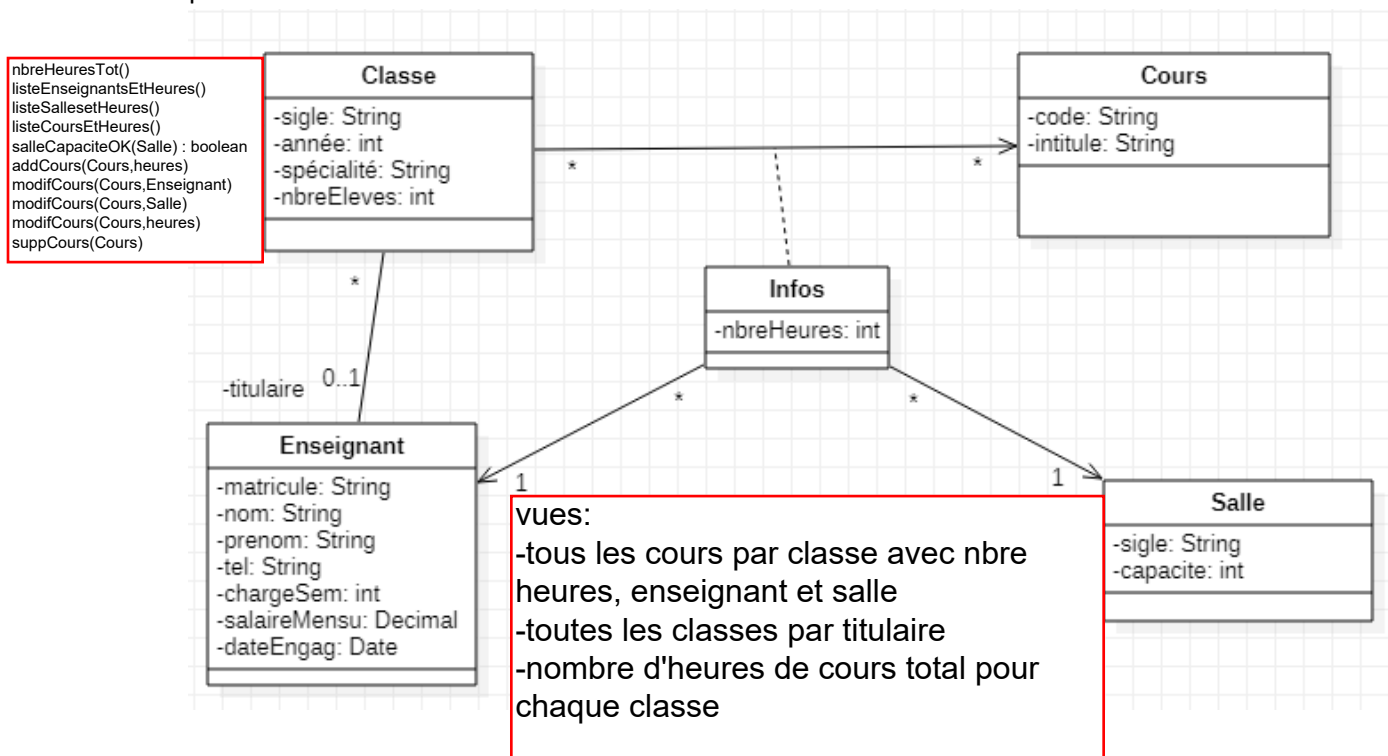 nbreHeuresTot()
listeEnseignantsEtHeures()
listeSallesetHeures()
listeCoursEtHeures()
salleCapaciteOK(Salle) : boolean
addCours(Cours,heures)
modifCours(Cours,Enseignant)
modifCours(Cours,Salle)
modifCours(Cours,heures)
suppCours(Cours)
Classe
-sigle: String
-année: int
-spécialité: String
-nbreEleves: int
*
*
Cours
-code: String
-intitule: String
Infos
-nbreHeures: int
*
*
*
-titulaire
0..1
1
1
Enseignant
-matricule: String
-nom: String
-prenom: String
-tel: String
-chargeSem: int
-salaireMensu: Decimal
-dateEngag: Date
vues:
-tous les cours par classe avec nbre
heures, enseignant et salle
-toutes les classes par titulaire
-nombre d'heures de cours total pour
chaque classe
Salle
-sigle: String
-capacite: int